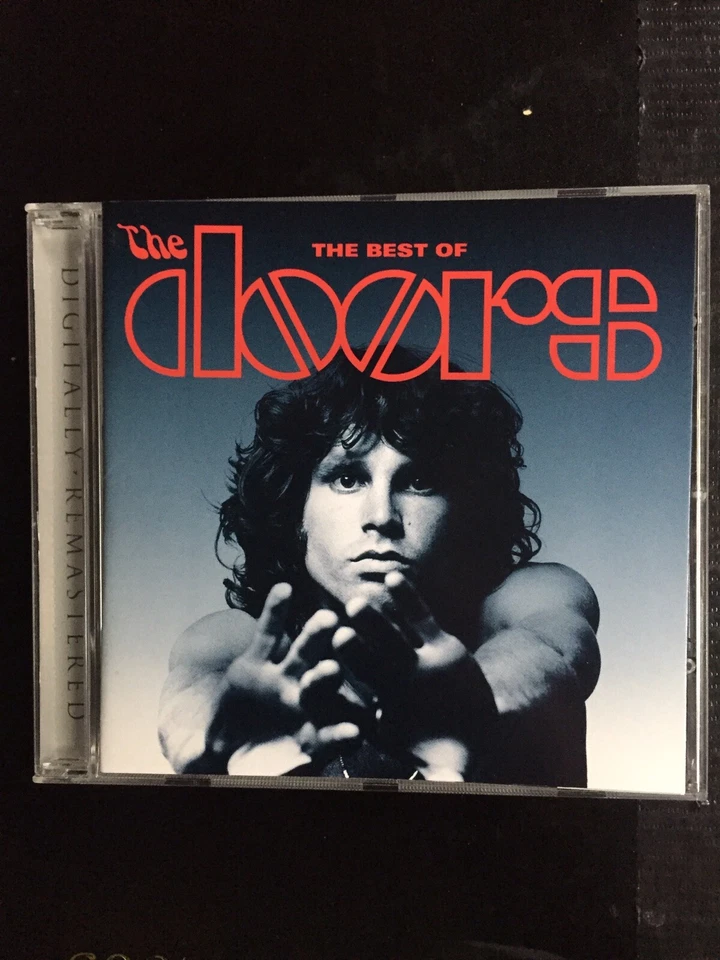 The
THE BEST OF
doors
DIGITALLY · REMASTERED